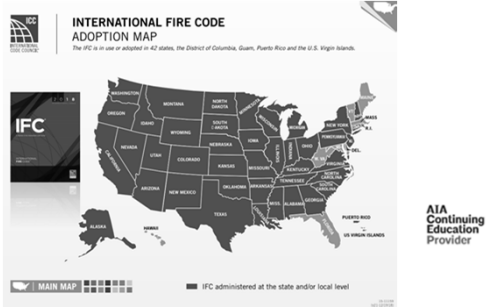 ICC
INTERNATIONAL
CODE COUNCIL
INTERNATIONAL FIRE CODE
ADOPTION MAP
The IFC is in use or adopted in 42 states, the District of Columbia, Guam, Puerto Rico and the U.S. Virgin Islands.
IFC
WASHINGTON
OREGON
CALIFORNIA
NEVADA
IDAHO
MONTANA
WYOMING
UTAH
COLORADO
ARIZONA
NEW MEXICO
NORTH
DAKOTA
SOUTH
DAKOTA
NEBRASKA
KANSAS
OKLAHOMA
TEXAS
MINNESOTA
IOWA
MISSOURI
ARKANSAS
LOUISIANA
WISCONSIN
ILLINOIS
MICHIGAN
INDIANA
OHIO
KENTUCKY
TENNESSEE
MISS.
ALABAMA
GEORGIA
FLORIDA
SOUTH
CAROLINA
NORTH
CAROLINA
VIRGINIA
W. VA
PENNSYLVANIA
NEW YORK
MAINE
MASS
R.I.
DEL.
ALASKA
HAWAII
PUERTO RICO
US VIRGIN ISLANDS
MAIN MAP
IFC administered at the state and/or local level
AIA
Continuing
Education
Provider